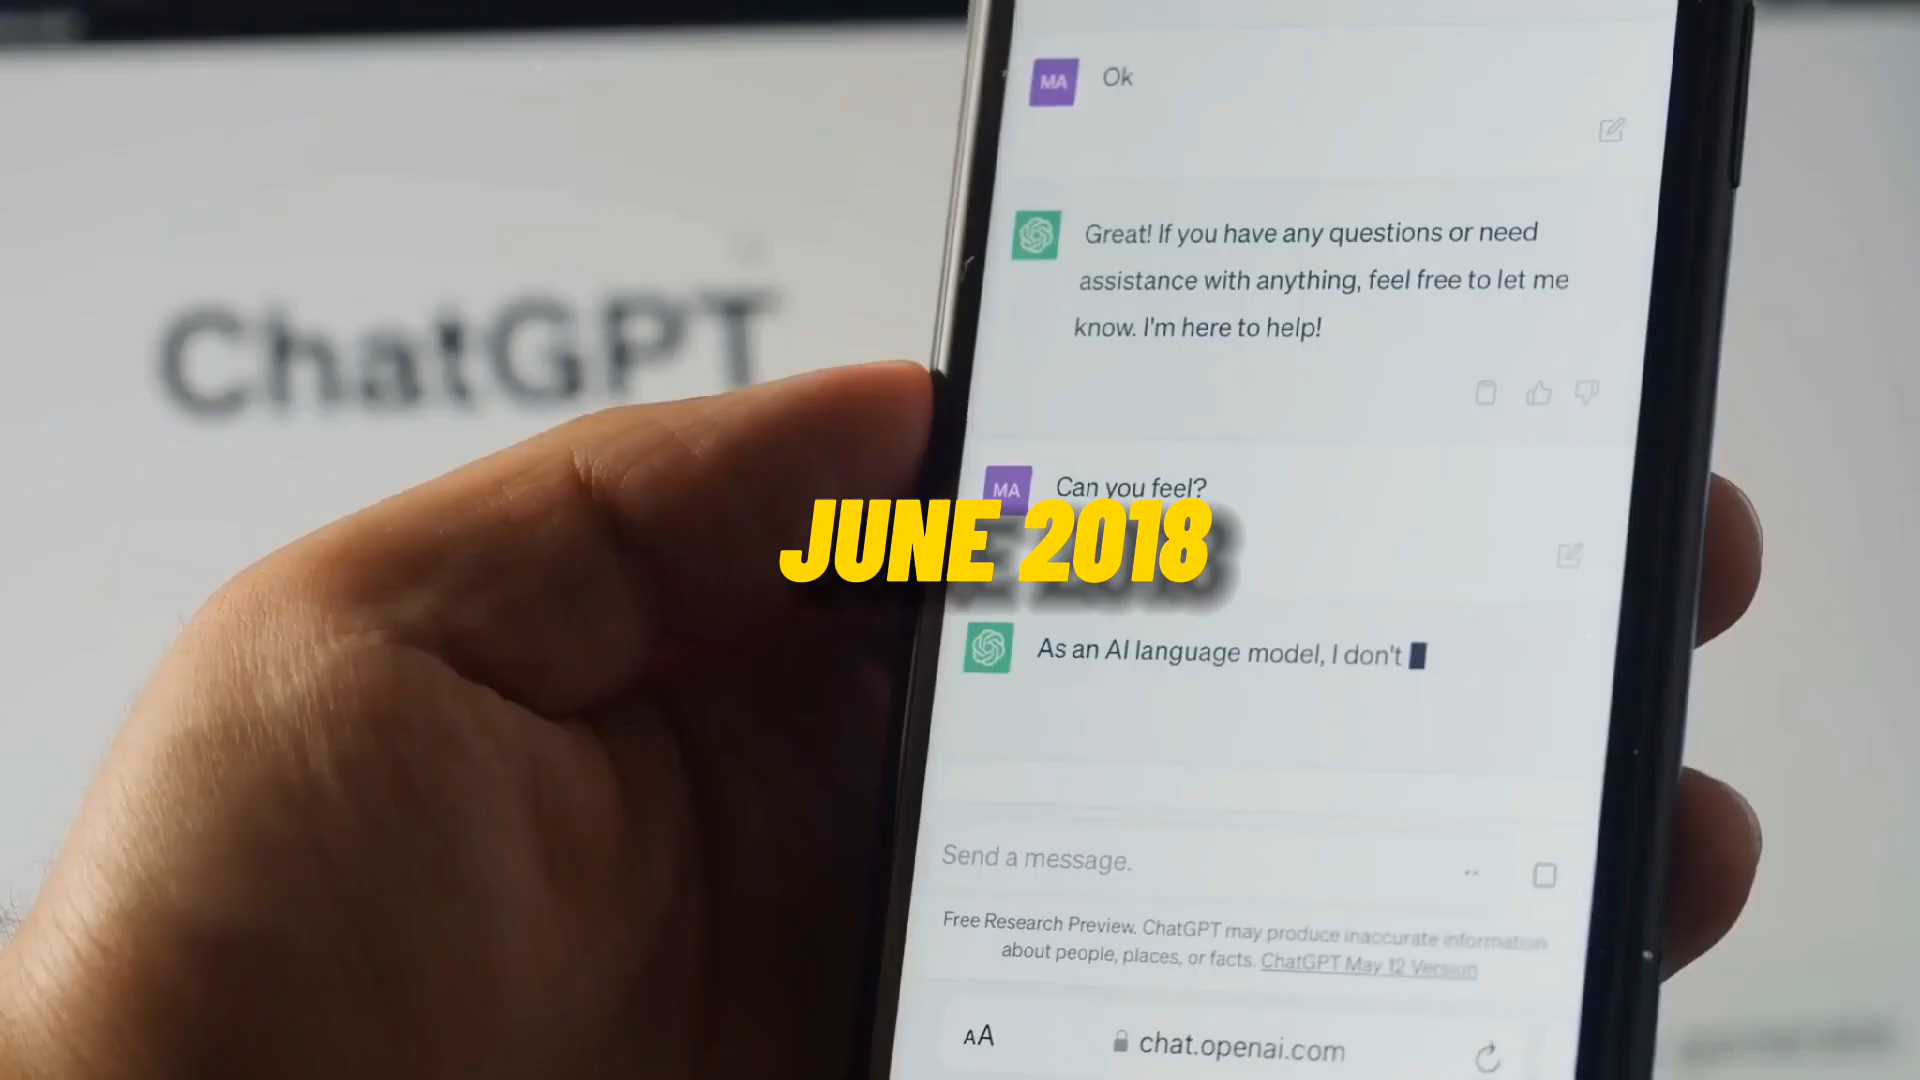 MA Ok
Great! If you have any questions or need
assistance with anything, feel free to let me
know. I'm here to help!
ChatGPT
MA Can you feel?
JUNE 2018
As an AI language model, I don't
Send a message.
Free Research Preview. ChatGPT may produce inaccurate information
about people, places, or facts. ChatGPT May 12 Version
AA chat.openai.com